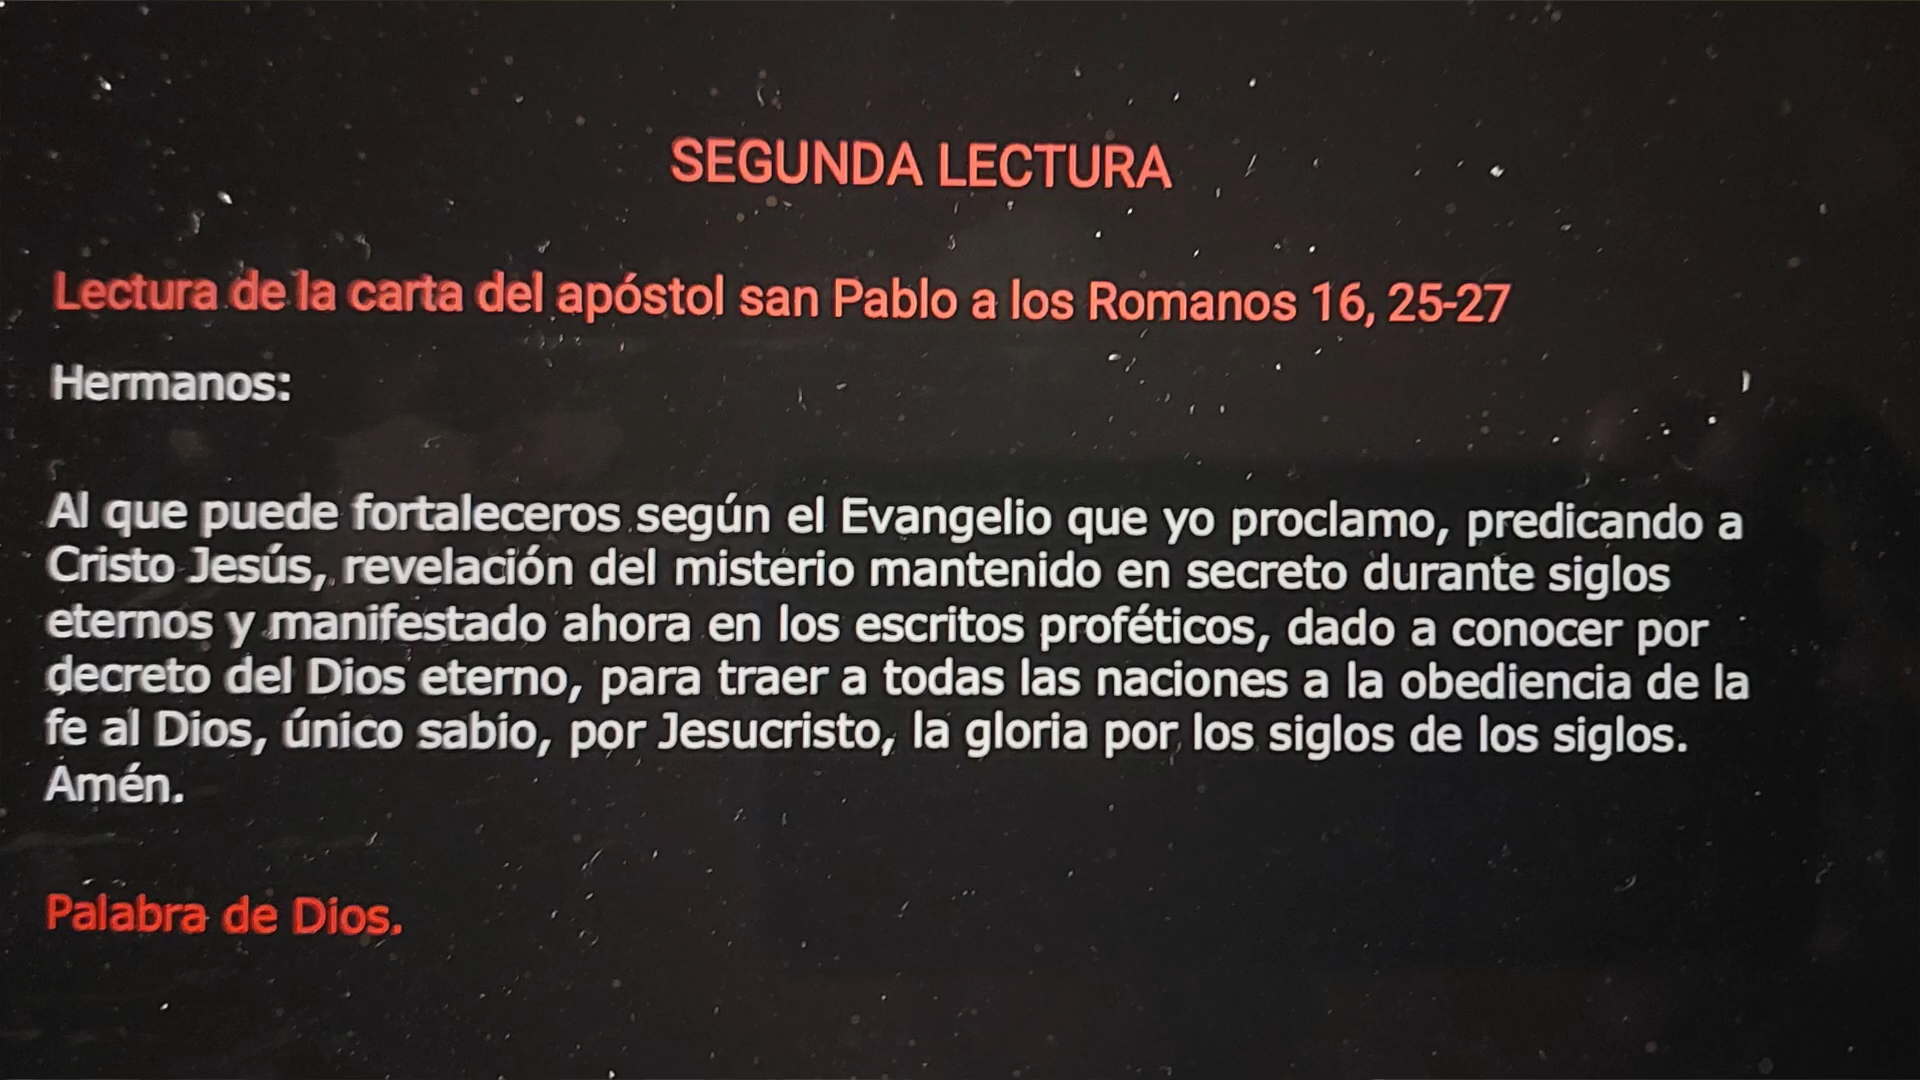 SEGUNDA LECTURA
Lectura de la carta del apóstol san Pablo a los Romanos 16, 25-27
Hermanos:
Al que puede fortaleceros según el Evangelio que yo proclamo, predicando a
Cristo Jesús, revelación del misterio mantenido en secreto durante siglos
eternos y manifestado ahora en los escritos proféticos, dado a conocer por
decreto del Dios eterno, para traer a todas las naciones a la obediencia de la
fe al Dios, único sabio, por Jesucristo, la gloria por los siglos de los siglos.
Amén.
Palabra de Dios.